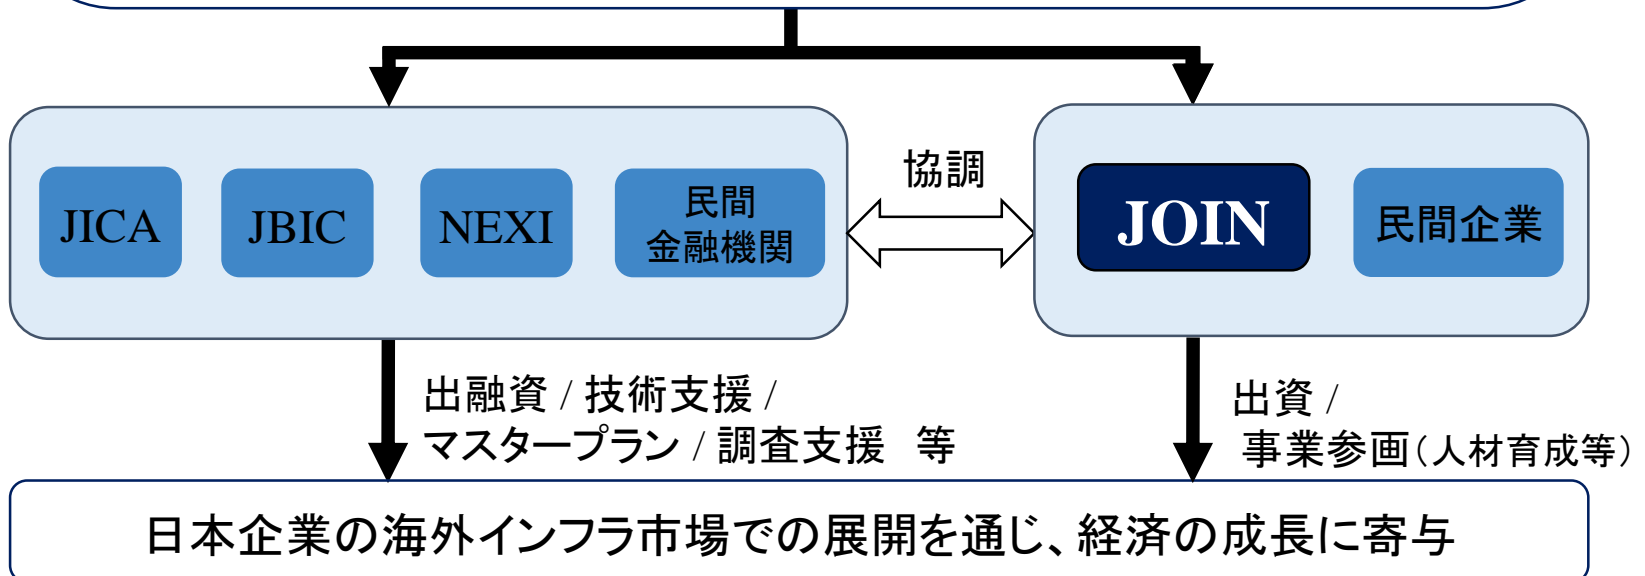 協調
JICA
JBIC
NEXI
民間
金融機関
JOIN
民間企業
出融資 / 技術支援 /
マスタープラン / 調査支援　等
出資 /
事業参画(人材育成等)
日本企業の海外インフラ市場での展開を通じ、経済の成長に寄与